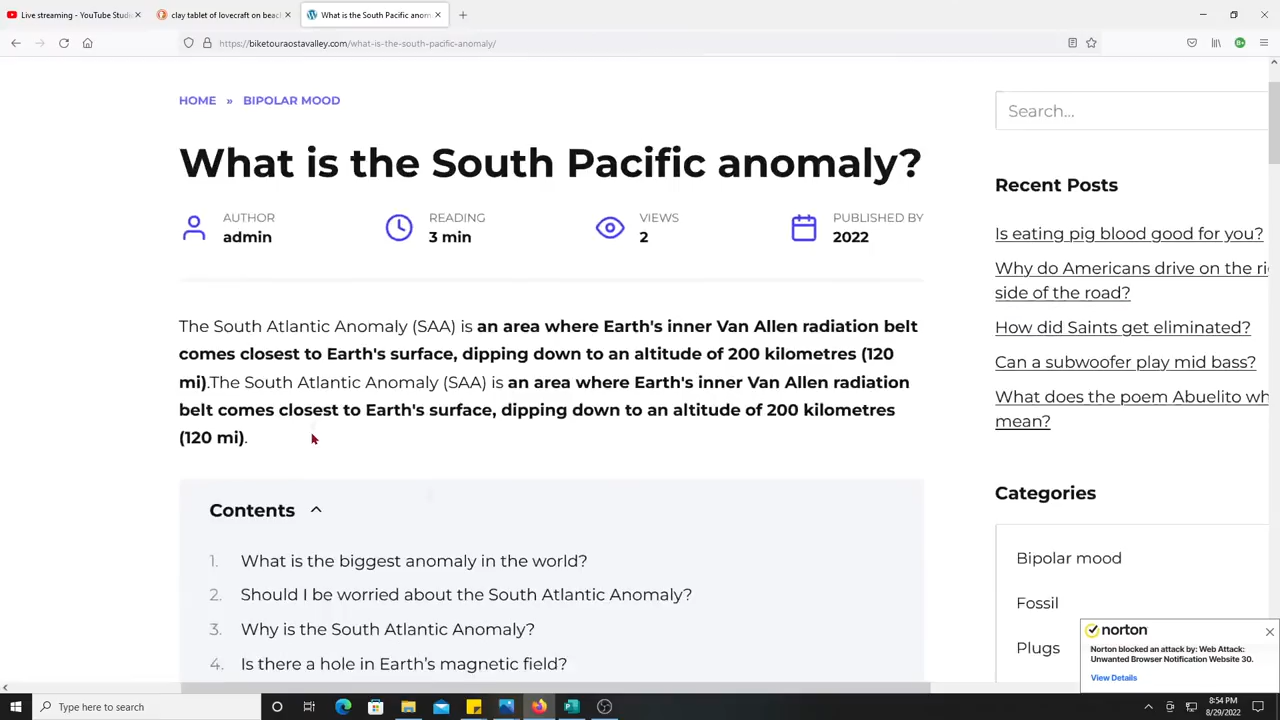 Live streaming - YouTube Studio
clay tablet of lovecraft on beac
What is the South Pacific anom
https://biketouraostavalley.com/what-is-the-south-pacific-anomaly/
HOME » BIPOLAR MOOD
What is the South Pacific anomaly?
AUTHOR
admin
READING
3 min
VIEWS
2
PUBLISHED BY
2022
The South Atlantic Anomaly (SAA) is an area where Earth's inner Van Allen radiation belt
comes closest to Earth's surface, dipping down to an altitude of 200 kilometres (120
mi).The South Atlantic Anomaly (SAA) is an area where Earth's inner Van Allen radiation
belt comes closest to Earth's surface, dipping down to an altitude of 200 kilometres
(120 mi).
Contents
1. What is the biggest anomaly in the world?
2. Should I be worried about the South Atlantic Anomaly?
3. Why is the South Atlantic Anomaly?
4. Is there a hole in Earth's magnetic field?
Search...
Recent Posts
Is eating pig blood good for you?
Why do Americans drive on the ri
side of the road?
How did Saints get eliminated?
Can a subwoofer play mid bass?
What does the poem Abuelito wh
mean?
Categories
Bipolar mood
Fossil
Plugs
norton
Norton blocked an attack by: Web Attack:
Unwanted Browser Notification Website 30.
View Details
Type here to search
8:54 PM
8/29/2022